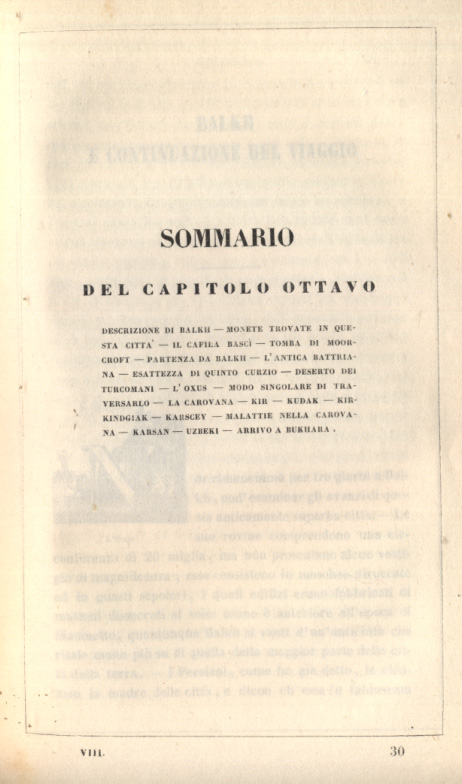 SOMMARIO
DEL CAPITOLO OTTAVO
DESCRIZIONE DI BALKH — MONETE TROVATE IN QUE-
STA CITTA' — IL CAFILA BASCÌ — TOMBA DI MOOR-
CROFT — PARTENZA DA BALKH — L'ANTICA BATTRIA-
NA — ESATTEZZA DI QUINTO CURZIO — DESERTO DEI
TURCOMANI — L'OXUS — MODO SINGOLARE DI TRA-
VERSARLO — LA CAROVANA — KIR — KUDAK — KIR-
KINDGIAK — KARSCEY — MALATTIE NELLA CAROVA-
NA — KARSAN — UZBEKI — ARRIVO A BUKHARA.
VIII. 30